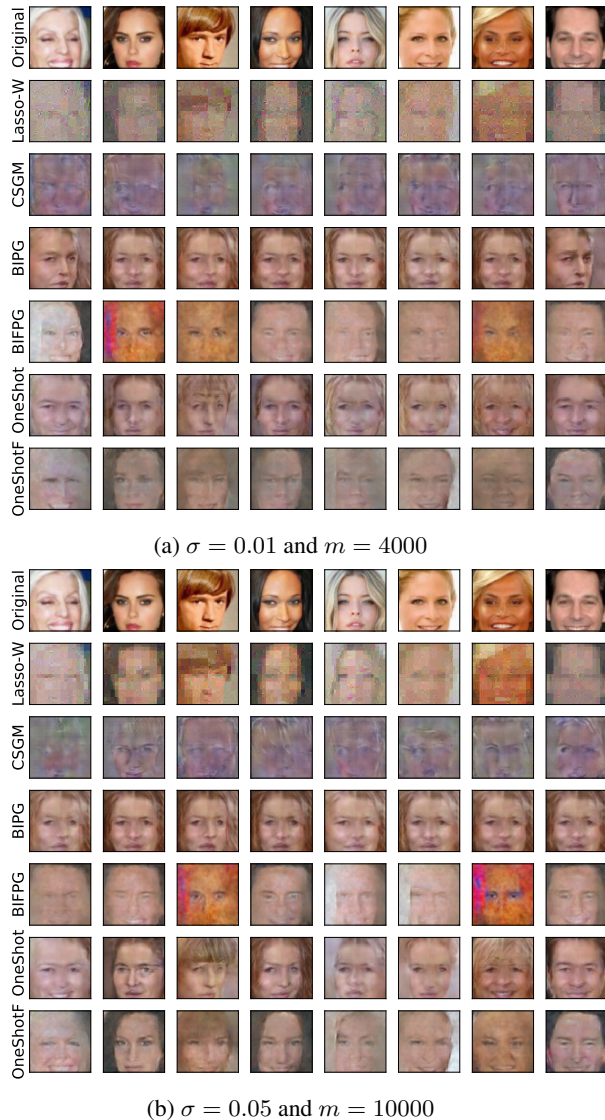 Original
Lasso-W
CSGM
BIPG
BIFPG
OneShot
OneShotF
(a) σ = 0.01 and m = 4000
Original
Lasso-W
CSGM
BIPG
BIFPG
OneShot
OneShotF
(b) σ = 0.05 and m = 10000